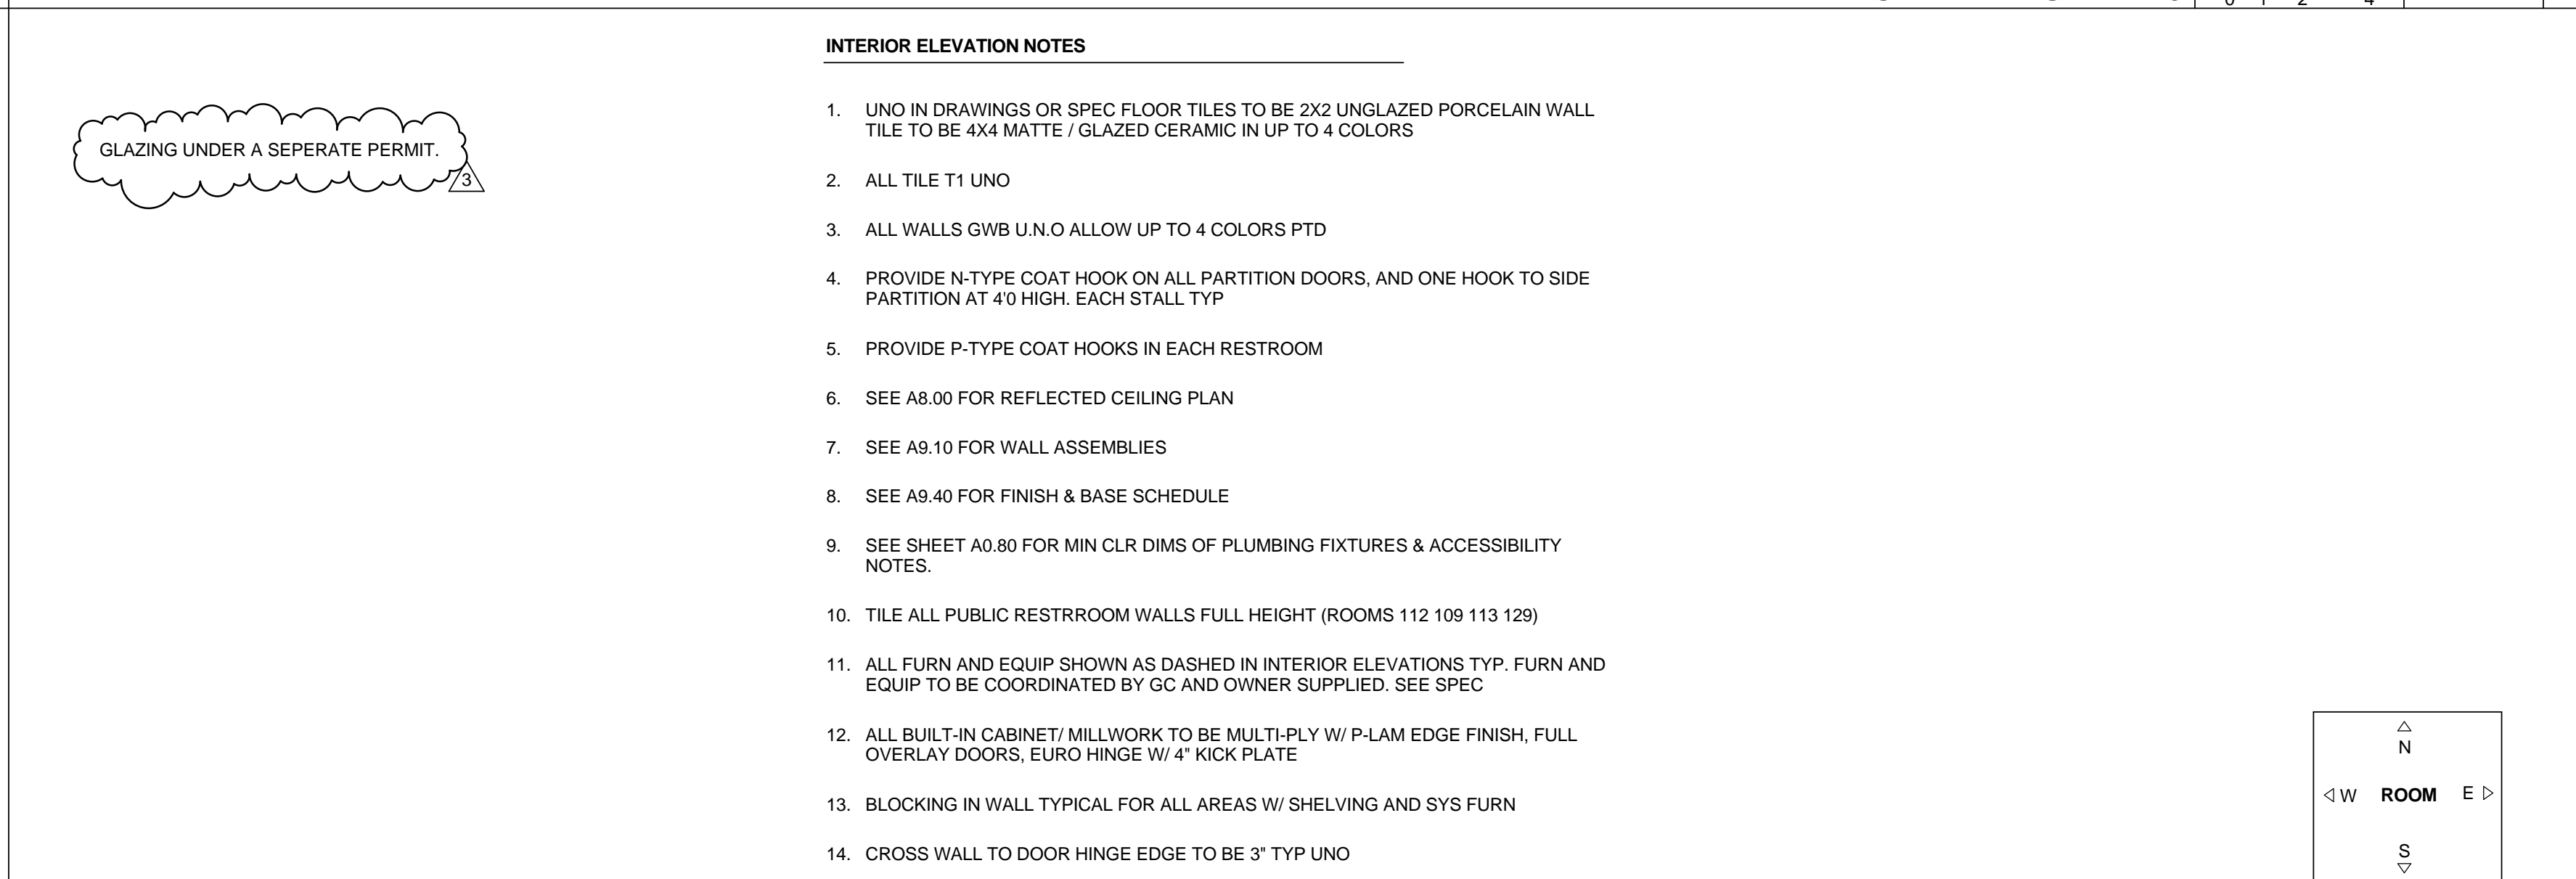 0 1 2 4
INTERIOR ELEVATION NOTES
GLAZING UNDER A SEPERATE PERMIT.
3
1. UNO IN DRAWINGS OR SPEC FLOOR TILES TO BE 2X2 UNGLAZED PORCELAIN WALL
TILE TO BE 4X4 MATTE / GLAZED CERAMIC IN UP TO 4 COLORS
2. ALL TILE T1 UNO
3. ALL WALLS GWB U.N.O ALLOW UP TO 4 COLORS PTD
4. PROVIDE N-TYPE COAT HOOK ON ALL PARTITION DOORS, AND ONE HOOK TO SIDE
PARTITION AT 4'0 HIGH. EACH STALL TYP
5. PROVIDE P-TYPE COAT HOOKS IN EACH RESTROOM
6. SEE A8.00 FOR REFLECTED CEILING PLAN
7. SEE A9.10 FOR WALL ASSEMBLIES
8. SEE A9.40 FOR FINISH & BASE SCHEDULE
9. SEE SHEET A0.80 FOR MIN CLR DIMS OF PLUMBING FIXTURES & ACCESSIBILITY
NOTES.
10. TILE ALL PUBLIC RESTRROOM WALLS FULL HEIGHT (ROOMS 112 109 113 129)
11. ALL FURN AND EQUIP SHOWN AS DASHED IN INTERIOR ELEVATIONS TYP. FURN AND
EQUIP TO BE COORDINATED BY GC AND OWNER SUPPLIED. SEE SPEC
12. ALL BUILT-IN CABINET/ MILLWORK TO BE MULTI-PLY W/ P-LAM EDGE FINISH, FULL
OVERLAY DOORS, EURO HINGE W/ 4" KICK PLATE
13. BLOCKING IN WALL TYPICAL FOR ALL AREAS W/ SHELVING AND SYS FURN
14. CROSS WALL TO DOOR HINGE EDGE TO BE 3" TYP UNO
N
W ROOM E
S